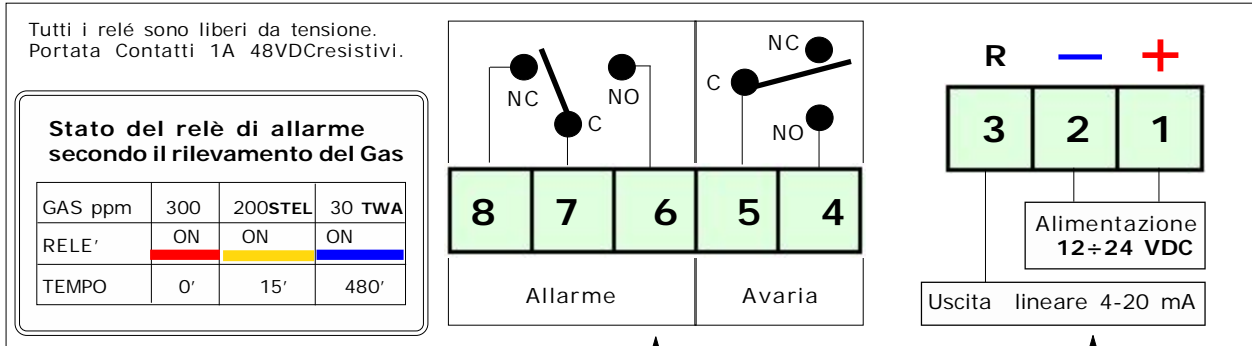 Tutti i relé sono liberi da tensione.
Portata Contatti 1A 48VDCresistivi.
Stato del relè di allarme
secondo il rilevamento del Gas
GAS ppm 300 200STEL 30 TWA
RELE' ON ON ON
TEMPO 0' 15' 480'
NC NO C
NC C NO
8 7 6 5 4
Allarme Avaria
R — +
3 2 1
Alimentazione
12÷24 VDC
Uscita lineare 4-20 mA